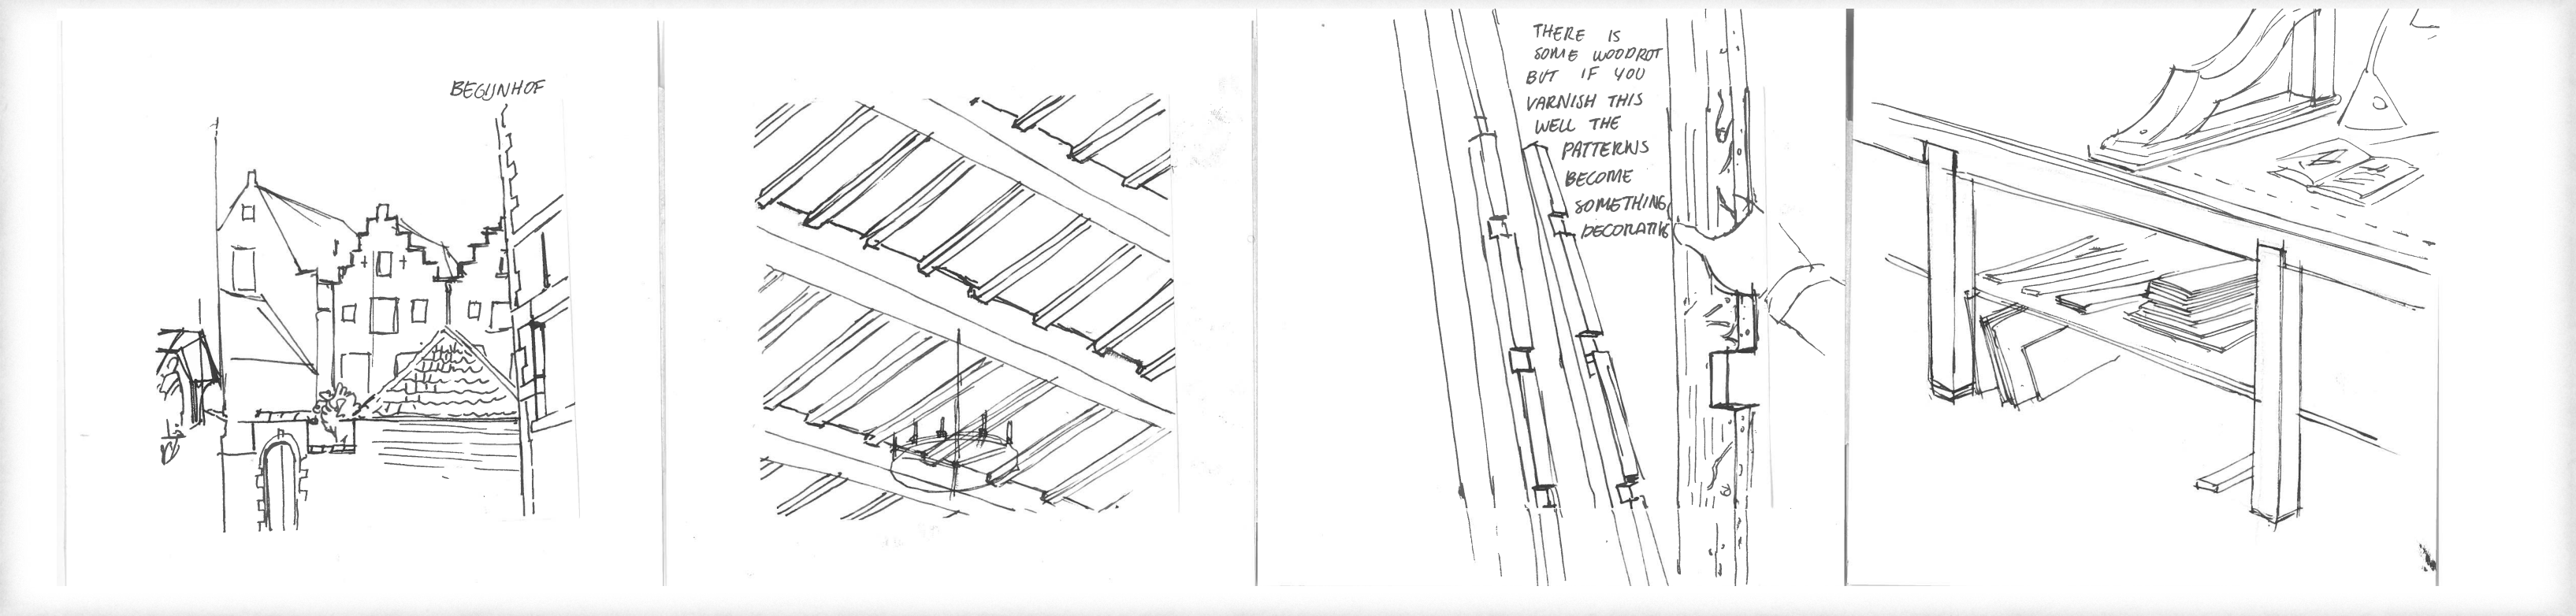 BEGIJNHOF
THERE IS
SOME WOODROT
BUT IF YOU
VARNISH THIS
WELL THE
PATTERNS
BECOME
SOMETHING
DECORATIVE